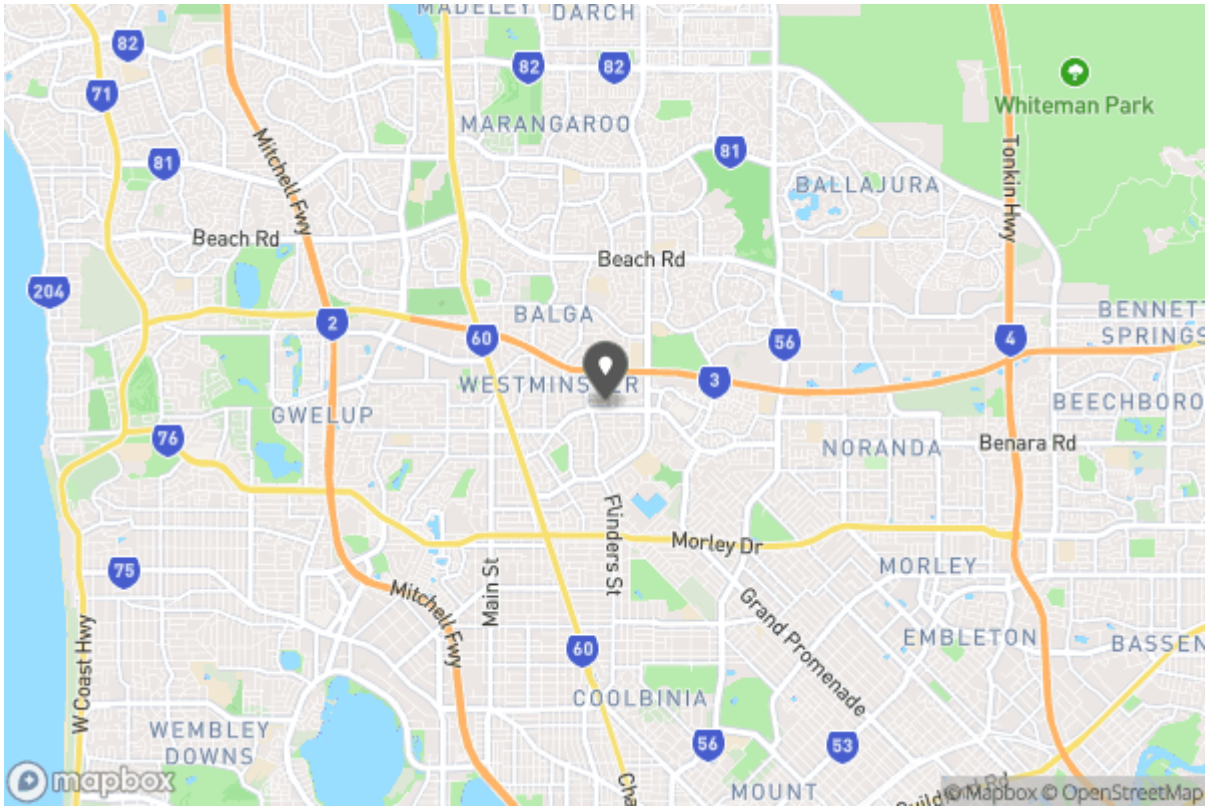 MADELEY
DARCH
82
82
82
71
Whiteman Park
MARANGAROO
81
81
Mitchell Fwy
Tonkin Hwy
BALLAJURA
Beach Rd
Beach Rd
204
BALGA
BENNETT
SPRINGS
2
60
56
4
3
WESTMINSTER
GWELUP
BEECHBORO
76
NORANDA
Benara Rd
Flinders St
Morley Dr
75
Main St
MORLEY
Mitchell Fwy
Grand Promenade
EMBLETON
BASSEN
W Coast Hwy
60
COOLBINIA
WEMBLEY
DOWNS
56
53
MOUNT
Cha
mapbox
© Mapbox © OpenStreetMap